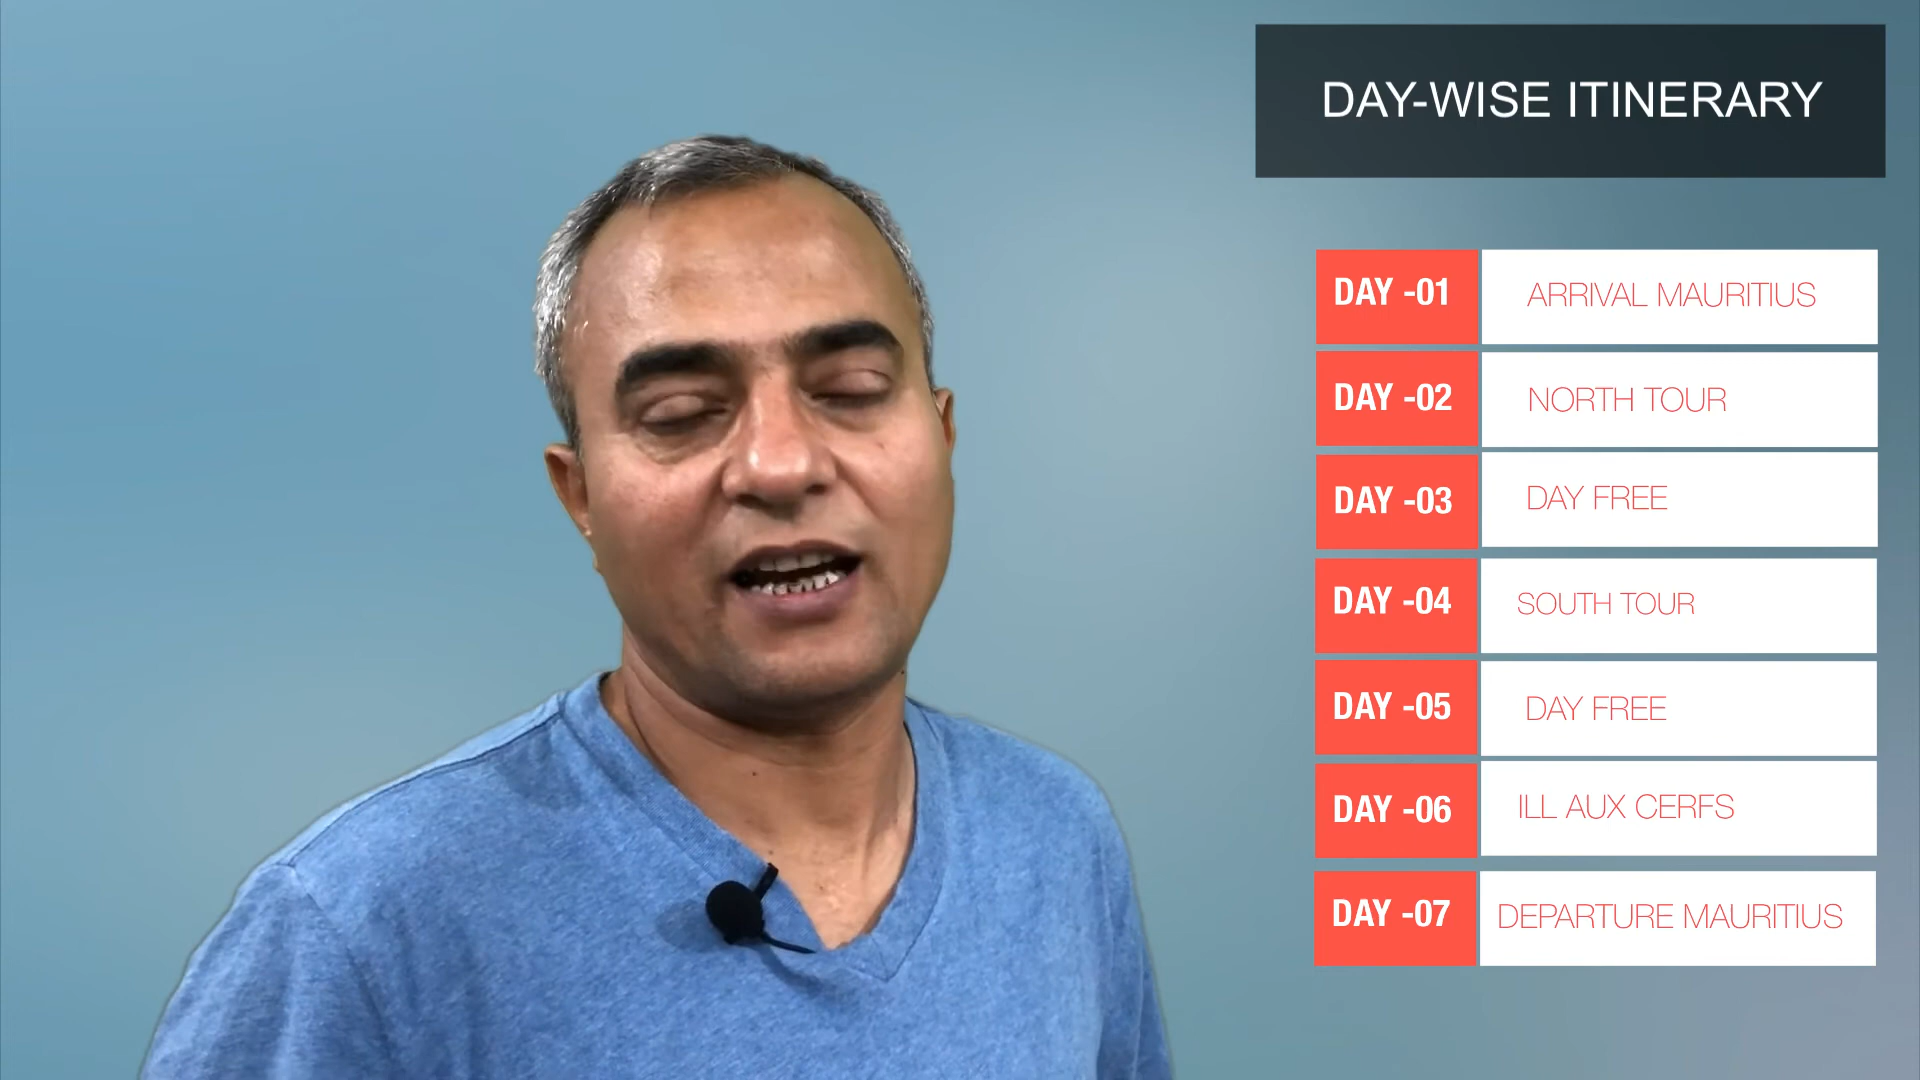 DAY-WISE ITINERARY
DAY -01 ARRIVAL MAURITIUS
DAY -02 NORTH TOUR
DAY -03 DAY FREE
DAY -04 SOUTH TOUR
DAY -05 DAY FREE
DAY -06 ILL AUX CERFS
DAY -07 DEPARTURE MAURITIUS